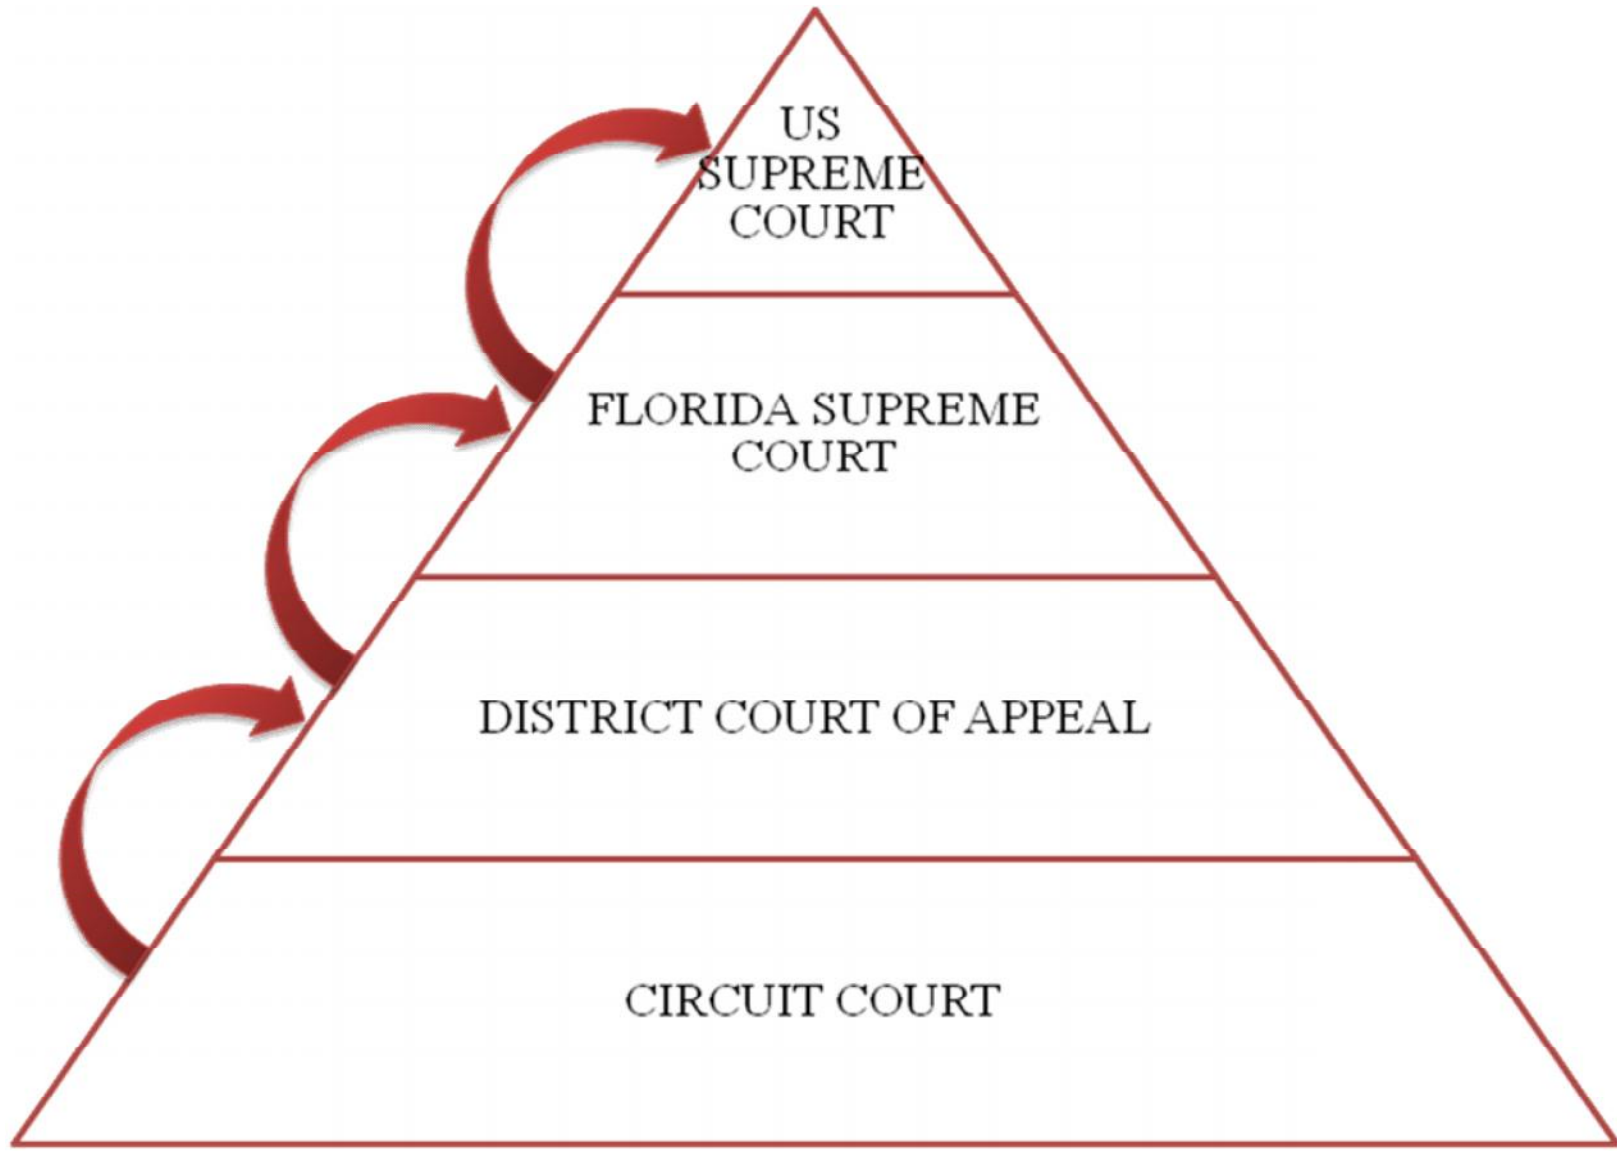 US
SUPREME
COURT
FLORIDA SUPREME
COURT
DISTRICT COURT OF APPEAL
CIRCUIT COURT